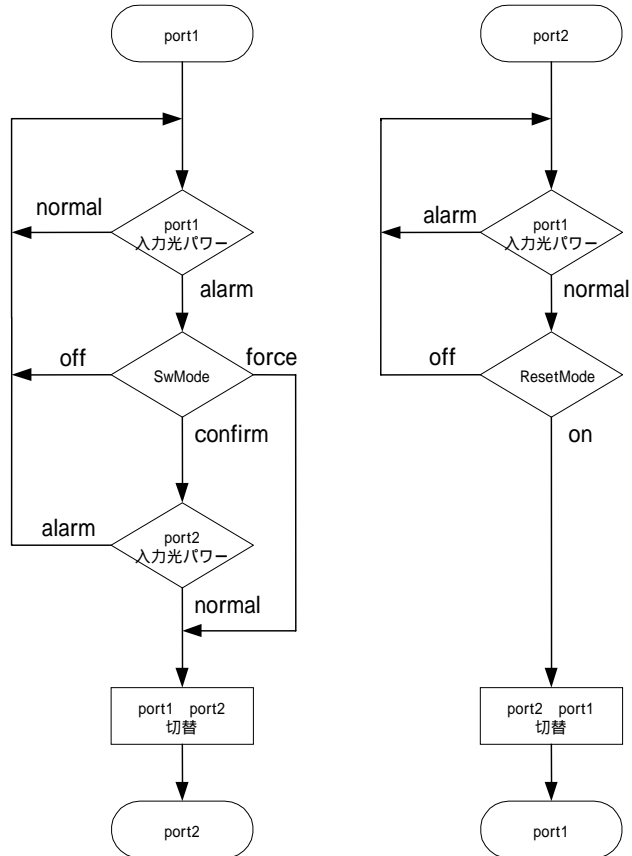 port1
normal
port1
入力光パワー
alarm
off
SwMode
force
confirm
alarm
port2
入力光パワー
normal
port1 port2
切替
port2
port2
alarm
port1
入力光パワー
normal
off
ResetMode
on
port2 port1
切替
port1